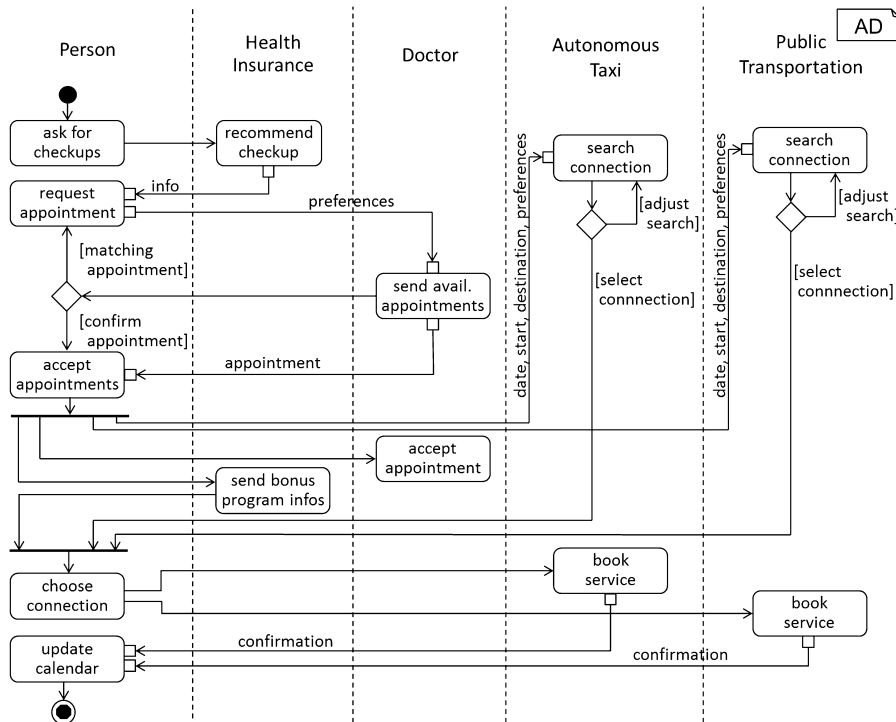 AD
Person
Health
Insurance
Doctor
Autonomous
Taxi
Public
Transportation
ask for
checkups
recommend
checkup
search
connection
search
connection
request
appointment
info
preferences
[adjust
search]
[adjust
search]
date, start, destination, preferences
date, start, destination, preferences
[matching
appointment]
send avail.
appointments
[select
connnection]
[select
connnection]
[confirm
appointment]
accept
appointments
appointment
accept
appointment
send bonus
program infos
choose
connection
book
service
book
service
update
calendar
confirmation
confirmation